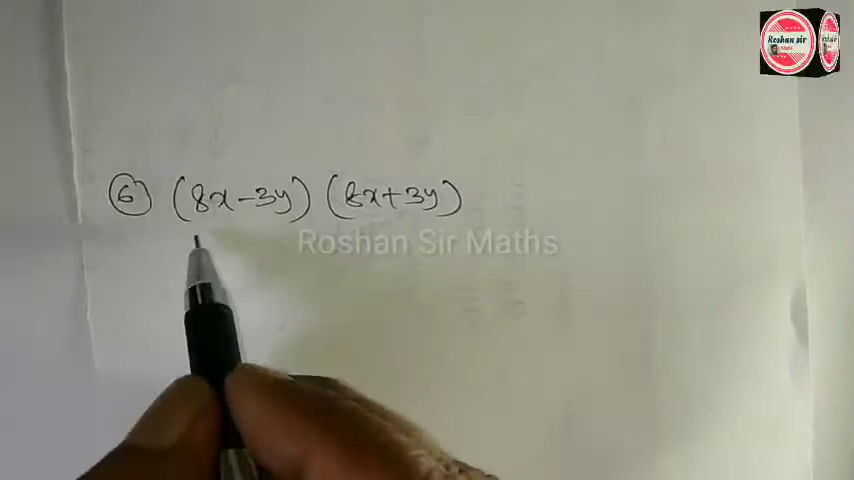 Roshan sir
⑥ (8x-3y) (8x+3y)
Roshan Sir Maths